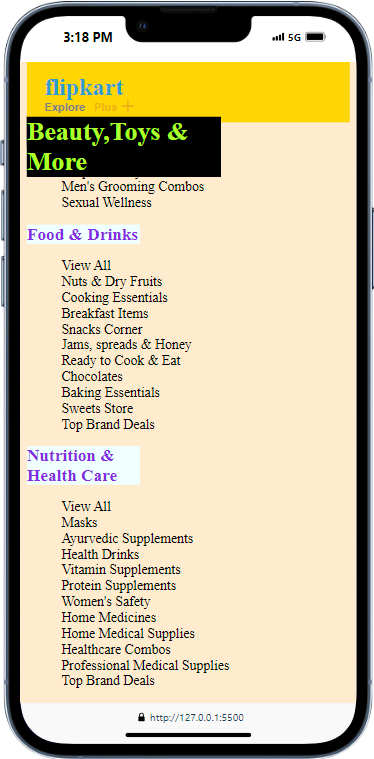 3:18 PM
5G
flipkart
Explore Plus
Beauty,Toys &
More
Men's Grooming Combos
Sexual Wellness
Food & Drinks
View All
Nuts & Dry Fruits
Cooking Essentials
Breakfast Items
Snacks Corner
Jams, spreads & Honey
Ready to Cook & Eat
Chocolates
Baking Essentials
Sweets Store
Top Brand Deals
Nutrition &
Health Care
View All
Masks
Ayurvedic Supplements
Health Drinks
Vitamin Supplements
Protein Supplements
Women's Safety
Home Medicines
Home Medical Supplies
Healthcare Combos
Professional Medical Supplies
Top Brand Deals
http://127.0.0.1:5500